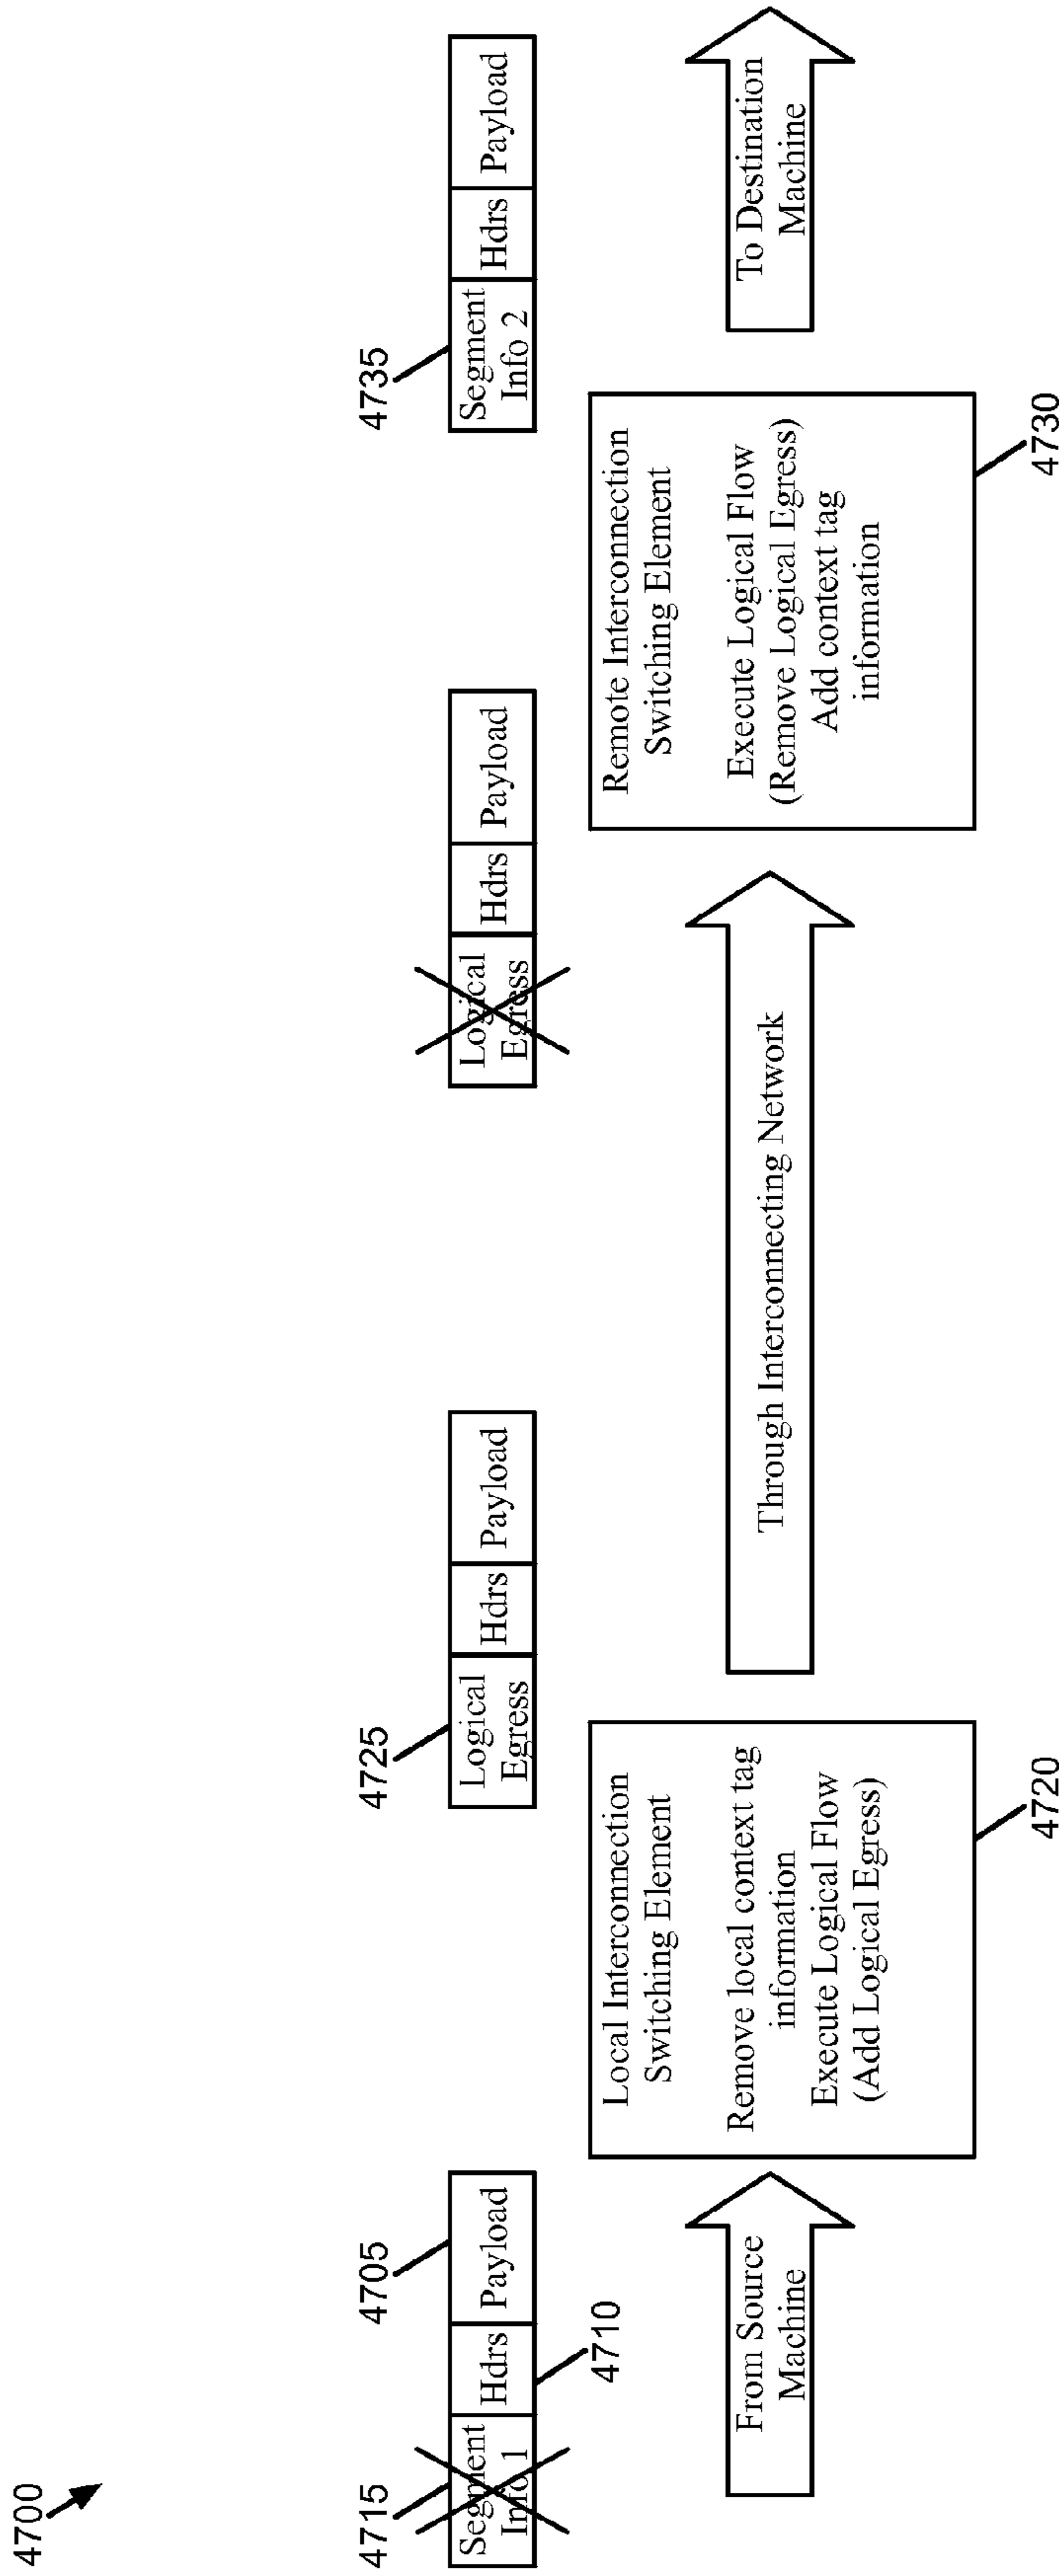 4700
4715
4705
4725
4735
Segment
Info 1
Hdrs
Payload
Logical
Egress
Hdrs
Payload
Logical
Egress
Hdrs
Payload
Segment
Info 2
Hdrs
Payload
4710
From Source
Machine
Local Interconnection
Switching Element
Remove local context tag
information
Execute Logical Flow
(Add Logical Egress)
4720
Through Interconnecting Network
Remote Interconnection
Switching Element
Execute Logical Flow
(Remove Logical Egress)
Add context tag
information
4730
To Destination
Machine